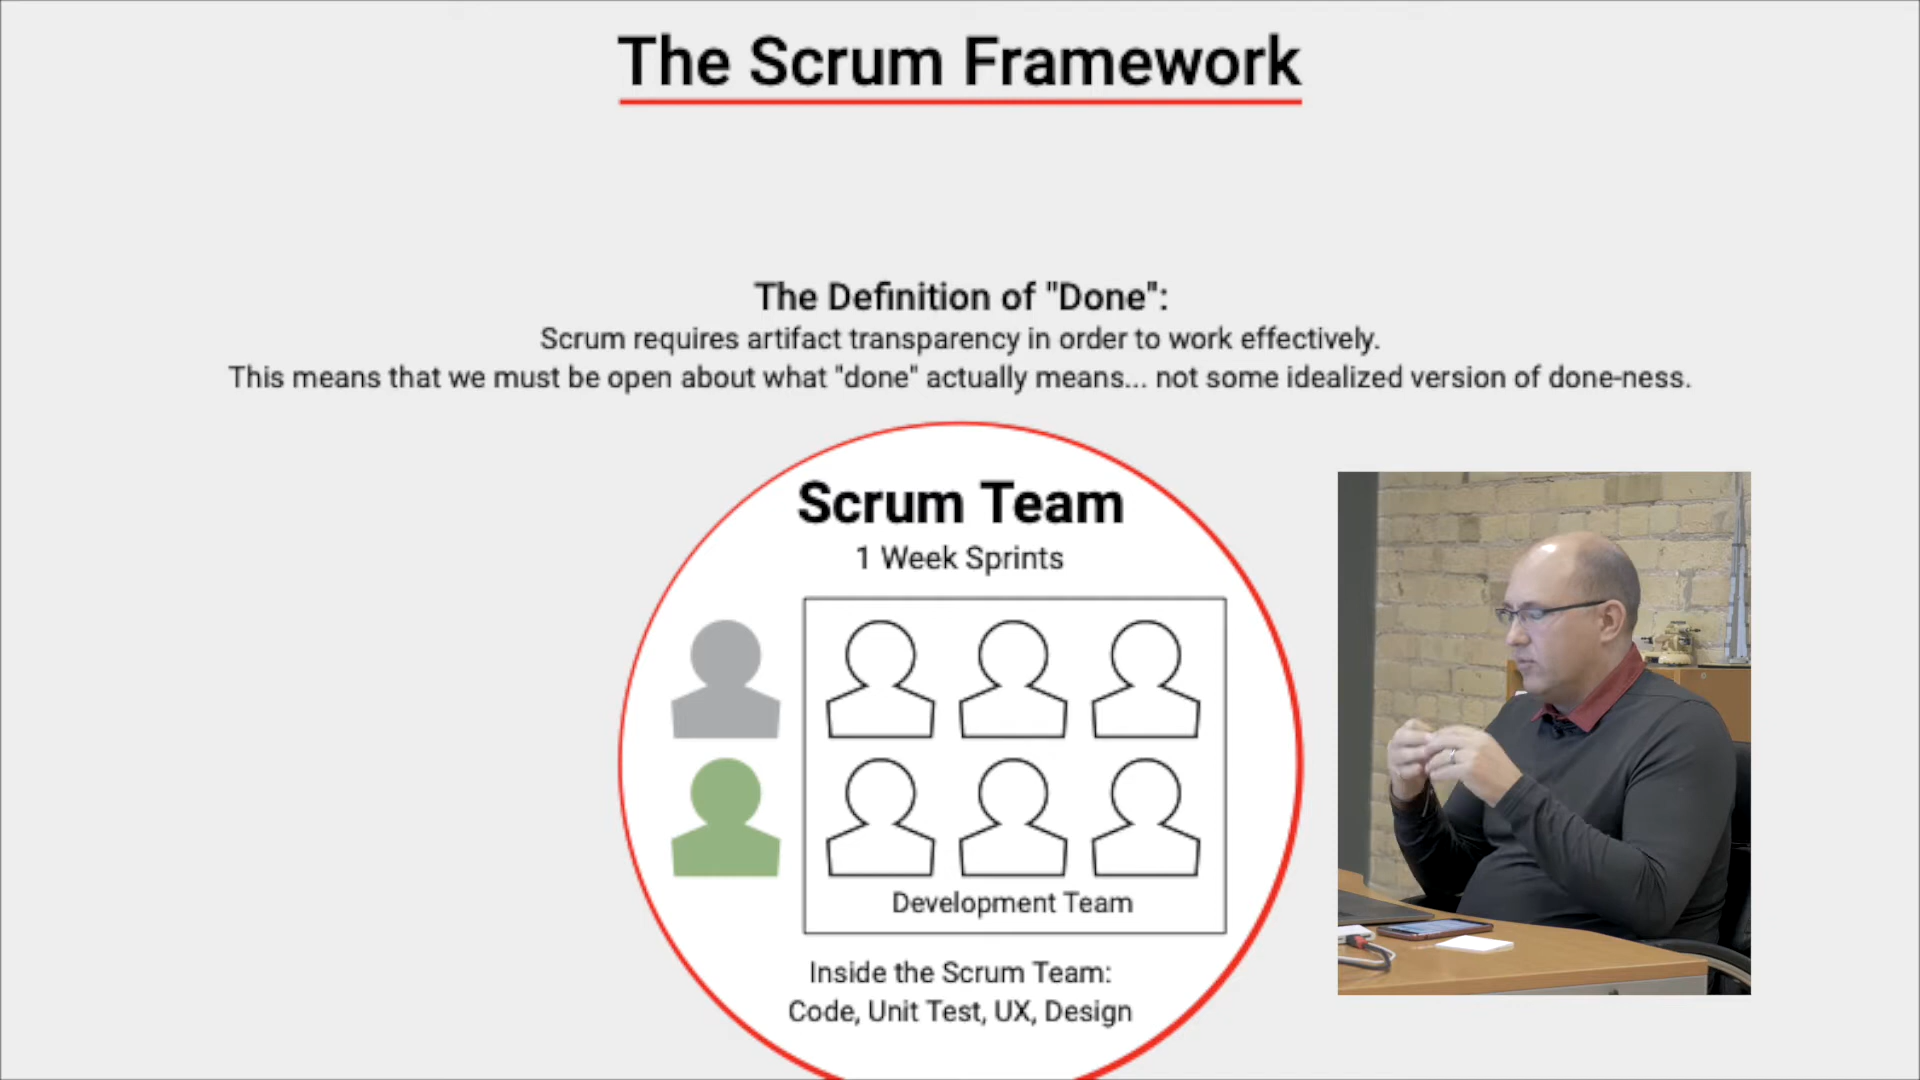 The Scrum Framework
The Definition of "Done":
Scrum requires artifact transparency in order to work effectively.
This means that we must be open about what "done" actually means... not some idealized version of done-ness.
Scrum Team
1 Week Sprints
Development Team
Inside the Scrum Team:
Code, Unit Test, UX, Design